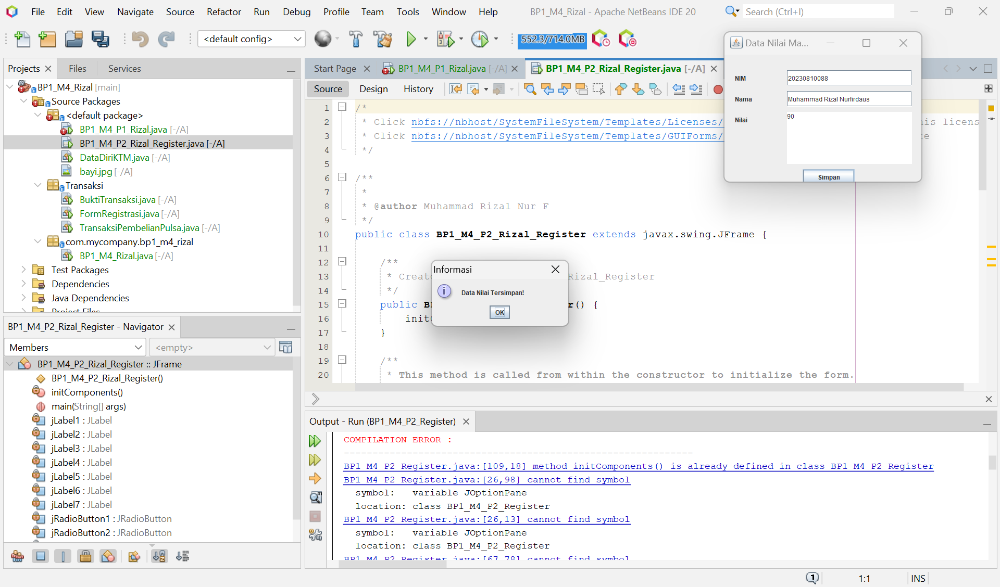 File Edit View Navigate Source Refactor Run Debug Profile Team Tools Window Help
BP1_M4_Rizal - Apache NetBeans IDE 20
Search (Ctrl+I)
<default config>
552.3/714.0MB
Projects Files Services
BP1_M4_Rizal [main]
Source Packages
<default package>
BP1_M4_P1_Rizal.java [-/A]
BP1_M4_P2_Rizal_Register.java [-/A]
DataDiriKTM.java [-/A]
bayi.jpg [-/A]
Transaksi
BuktiTransaksi.java [-/A]
FormRegistrasi.java [-/A]
TransaksiPembelianPulsa.java [-/A]
com.mycompany.bp1_m4_rizal
BP1_M4_Rizal.java [-/A]
Test Packages
Dependencies
Java Dependencies
Project Files
BP1_M4_P2_Rizal_Register - Navigator
Members
<empty>
BP1_M4_P2_Rizal_Register :: JFrame
BP1_M4_P2_Rizal_Register()
initComponents()
main(String[] args)
jLabel1 : JLabel
jLabel2 : JLabel
jLabel3 : JLabel
jLabel4 : JLabel
jLabel5 : JLabel
jLabel6 : JLabel
jLabel7 : JLabel
jRadioButton1 : JRadioButton
jRadioButton2 : JRadioButton
Start Page BP1_M4_P1_Rizal.java [-/A] BP1_M4_P2_Rizal_Register.java [-/A]
Source Design History
1 /*
2 * Click nbfs://nbhost/SystemFileSystem/Templates/Licenses/ is licens
3 * Click nbfs://nbhost/SystemFileSystem/Templates/GUIForms/
4 */
5
6 /**
7 *
8 * @author Muhammad Rizal Nur F
9 */
10 public class BP1_M4_P2_Rizal_Register extends javax.swing.JFrame {
11
12 /**
13 * Creat Rizal_Register
14 */
15 public B r() {
16 init
17 }
18
19 /**
20 * This method is called from within the constructor to initialize the form.
Data Nilai Ma...
NIM 20230810088
Nama Muhammad Rizal Nurfirdaus
Nilai 90
Simpan
Informasi
Data Nilai Tersimpan!
OK
Output - Run (BP1_M4_P2_Register)
COMPILATION ERROR :
-------------------------------------------------------------
BP1_M4_P2_Register.java:[109,18] method initComponents() is already defined in class BP1_M4_P2_Register
BP1_M4_P2_Register.java:[26,98] cannot find symbol
symbol: variable JOptionPane
location: class BP1_M4_P2_Register
BP1_M4_P2_Register.java:[26,13] cannot find symbol
symbol: variable JOptionPane
location: class BP1_M4_P2_Register
BP1_M4_P2_Register.java:[67,78] cannot find symbol
1
1:1 INS